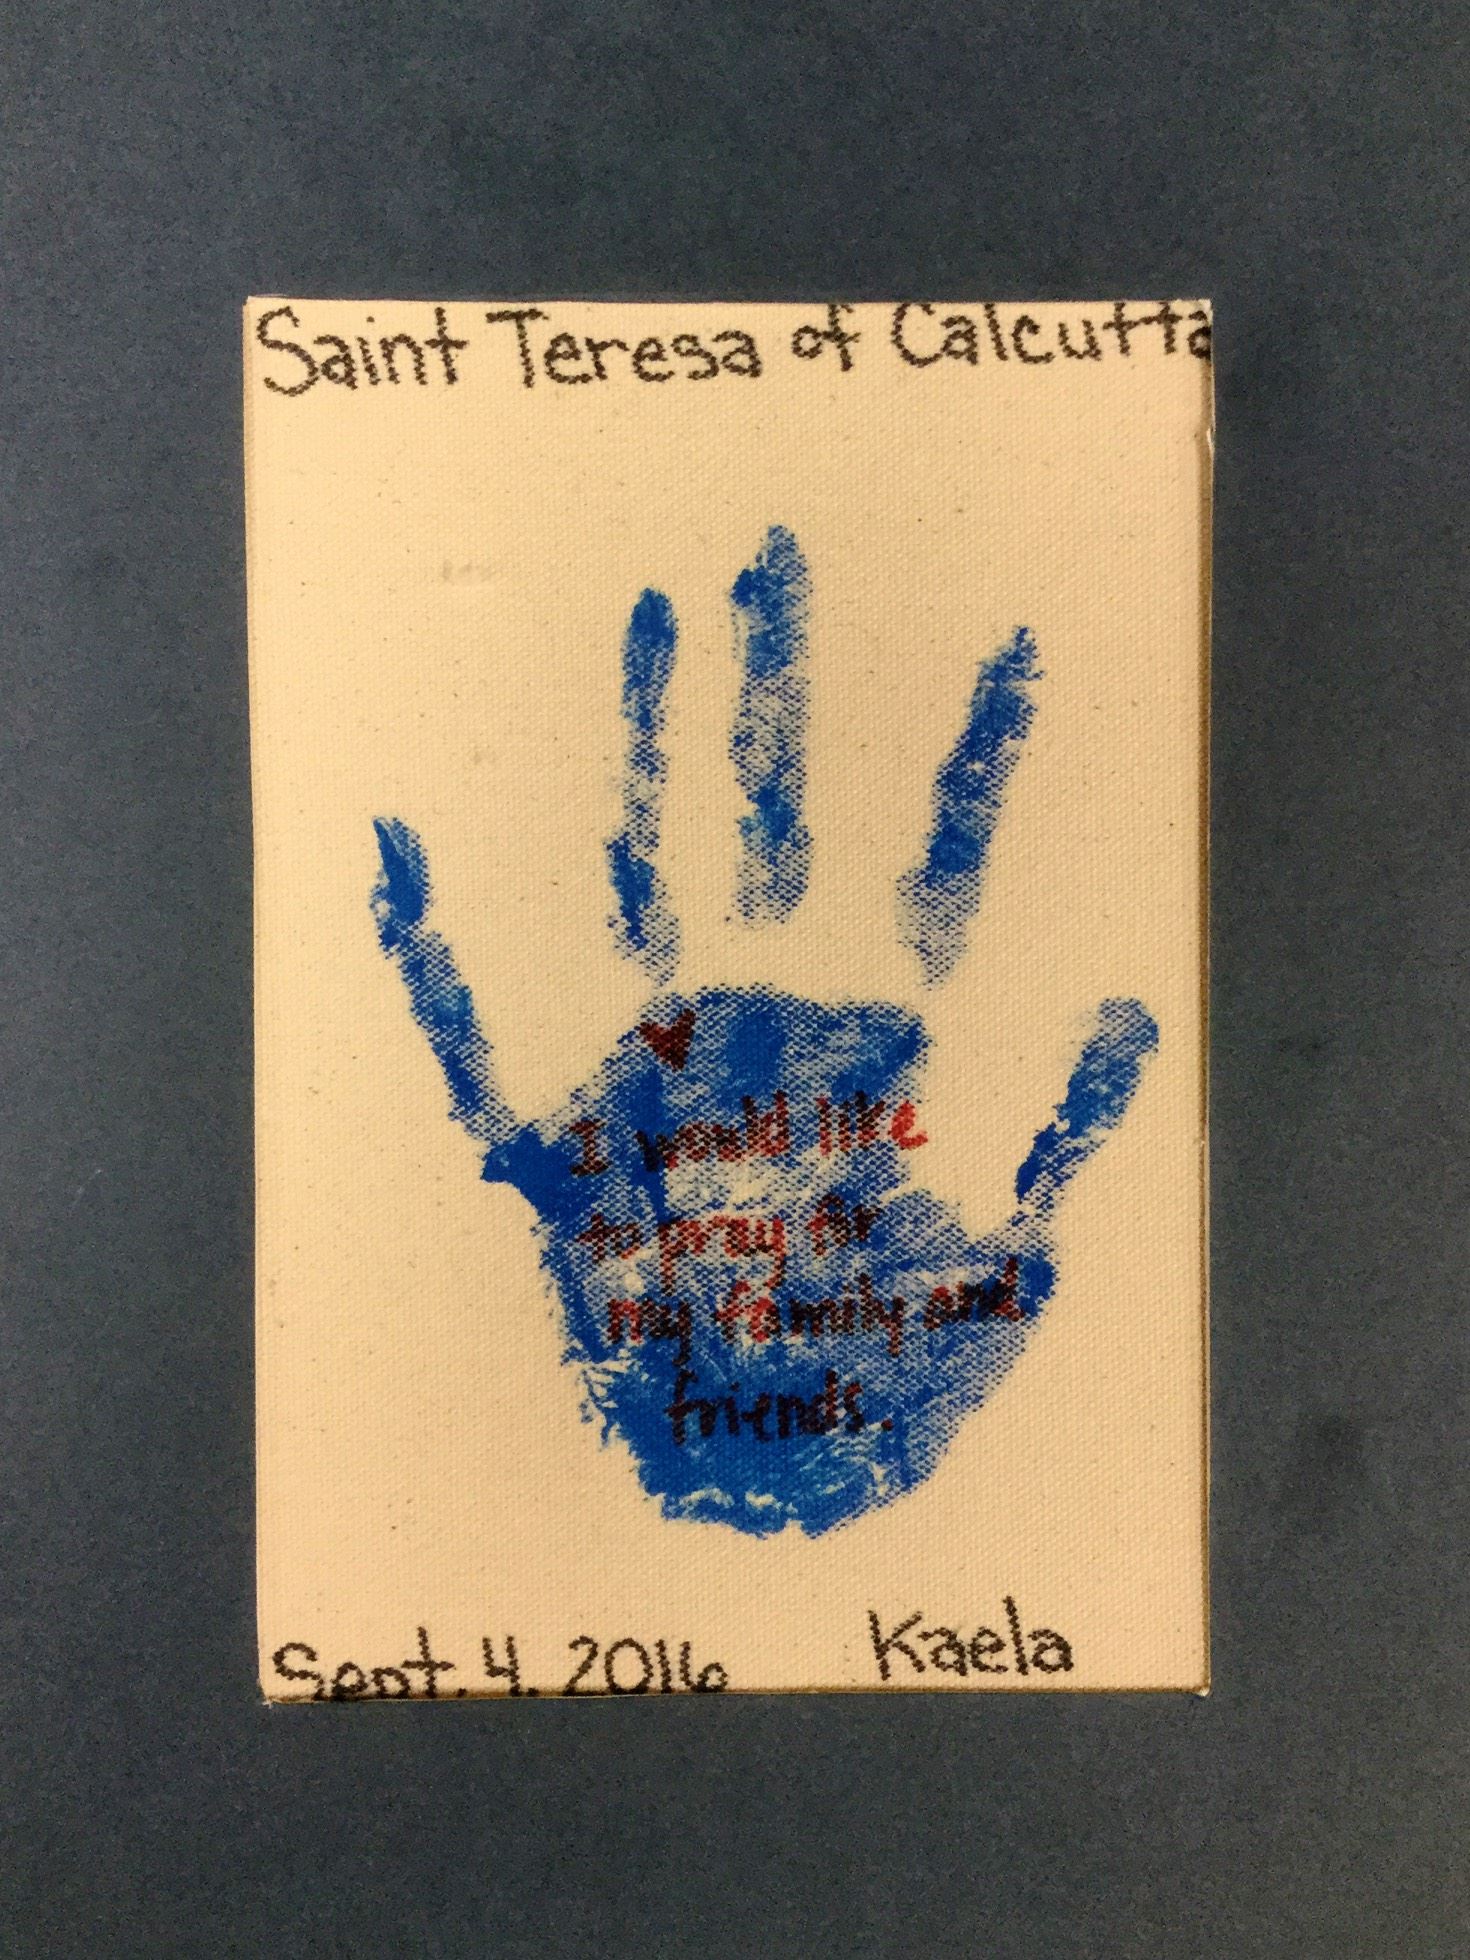 Saint Teresa of Calcutta
I would like
to pray for
my family and
friends.
Sept. 4, 2016 Kaela